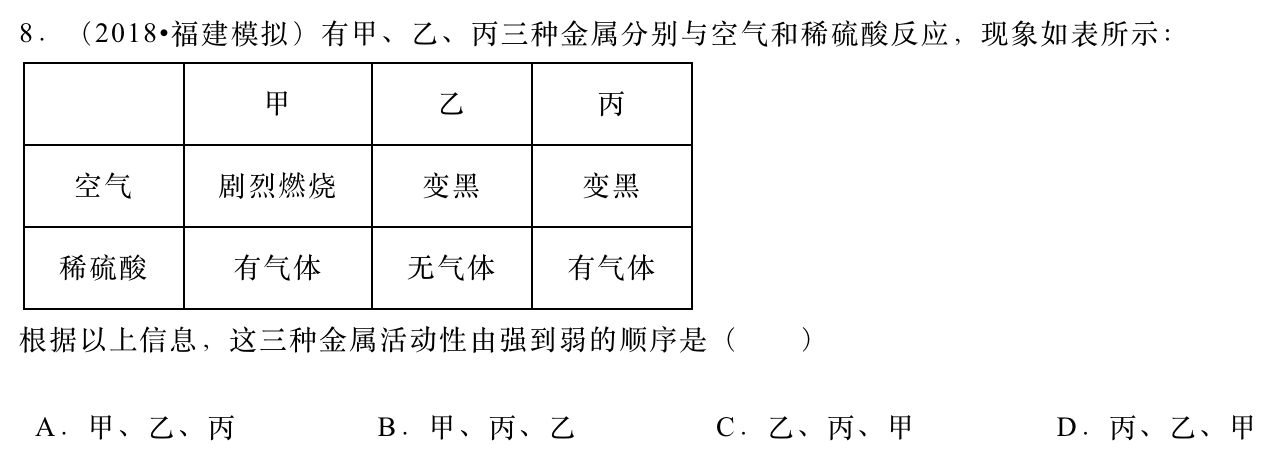 8．（2018•福建模拟）有甲、乙、丙三种金属分别与空气和稀硫酸反应，现象如表所示：
甲 乙 丙
空气 剧烈燃烧 变黑 变黑
稀硫酸 有气体 无气体 有气体
根据以上信息，这三种金属活动性由强到弱的顺序是（　　）
A．甲、乙、丙 B．甲、丙、乙 C．乙、丙、甲 D．丙、乙、甲